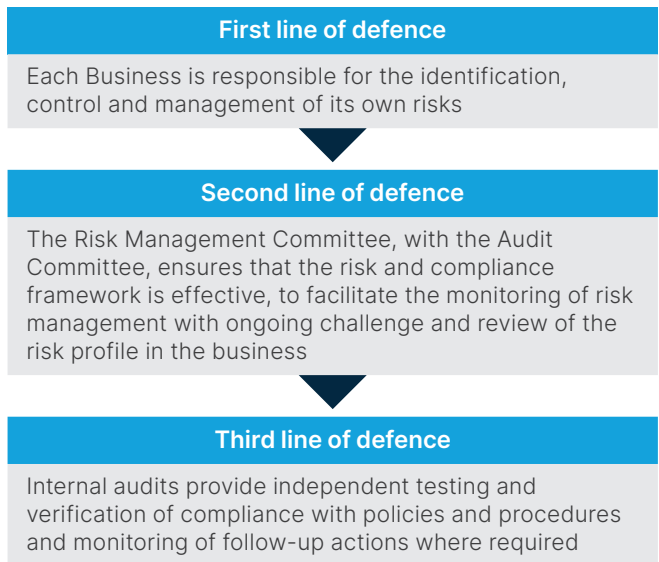 First line of defence
Each Business is responsible for the identification,
control and management of its own risks
Second line of defence
The Risk Management Committee, with the Audit
Committee, ensures that the risk and compliance
framework is effective, to facilitate the monitoring of risk
management with ongoing challenge and review of the
risk profile in the business
Third line of defence
Internal audits provide independent testing and
verification of compliance with policies and procedures
and monitoring of follow-up actions where required